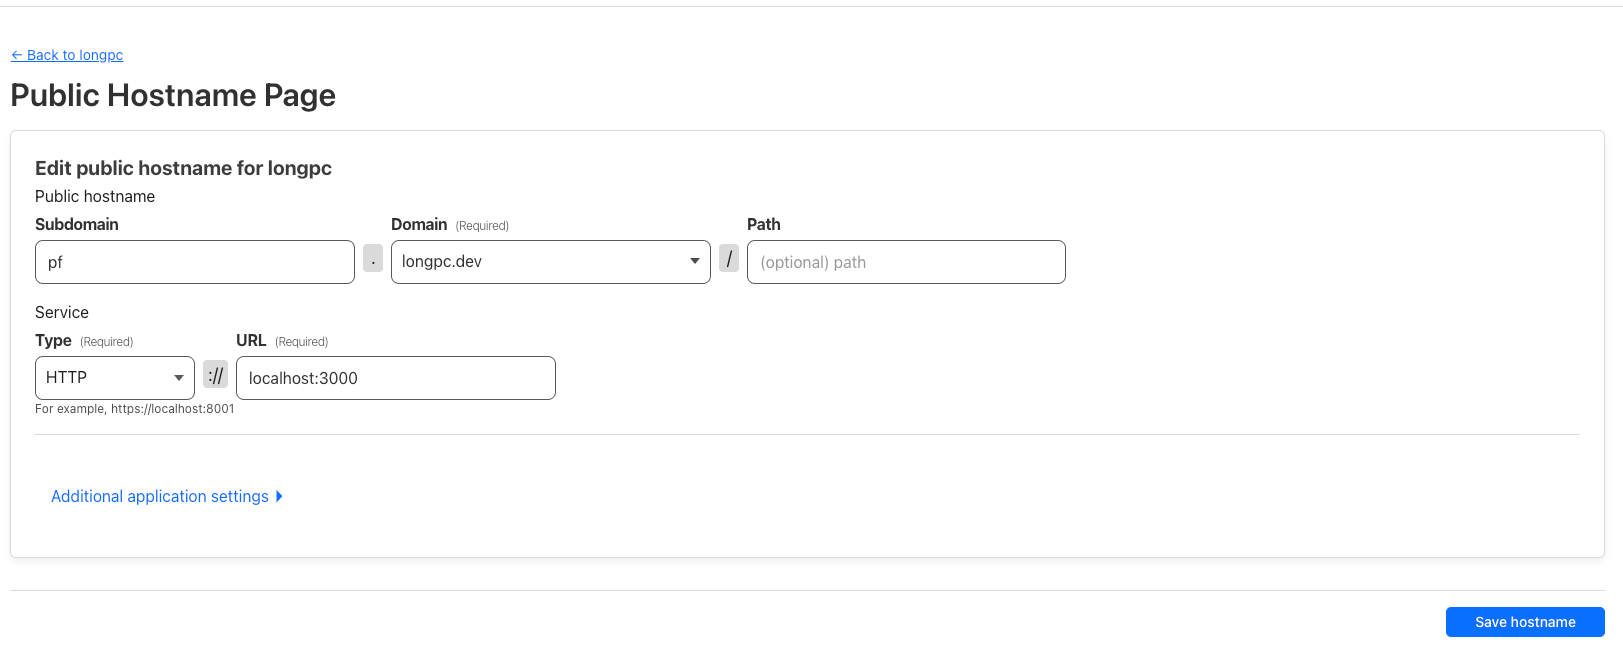 ← Back to longpc
Public Hostname Page
Edit public hostname for longpc
Public hostname
Subdomain
Domain (Required)
Path
pf
.
longpc.dev
/
(optional) path
Service
Type (Required)
URL (Required)
HTTP
://
localhost:3000
For example, https://localhost:8001
Additional application settings
Save hostname